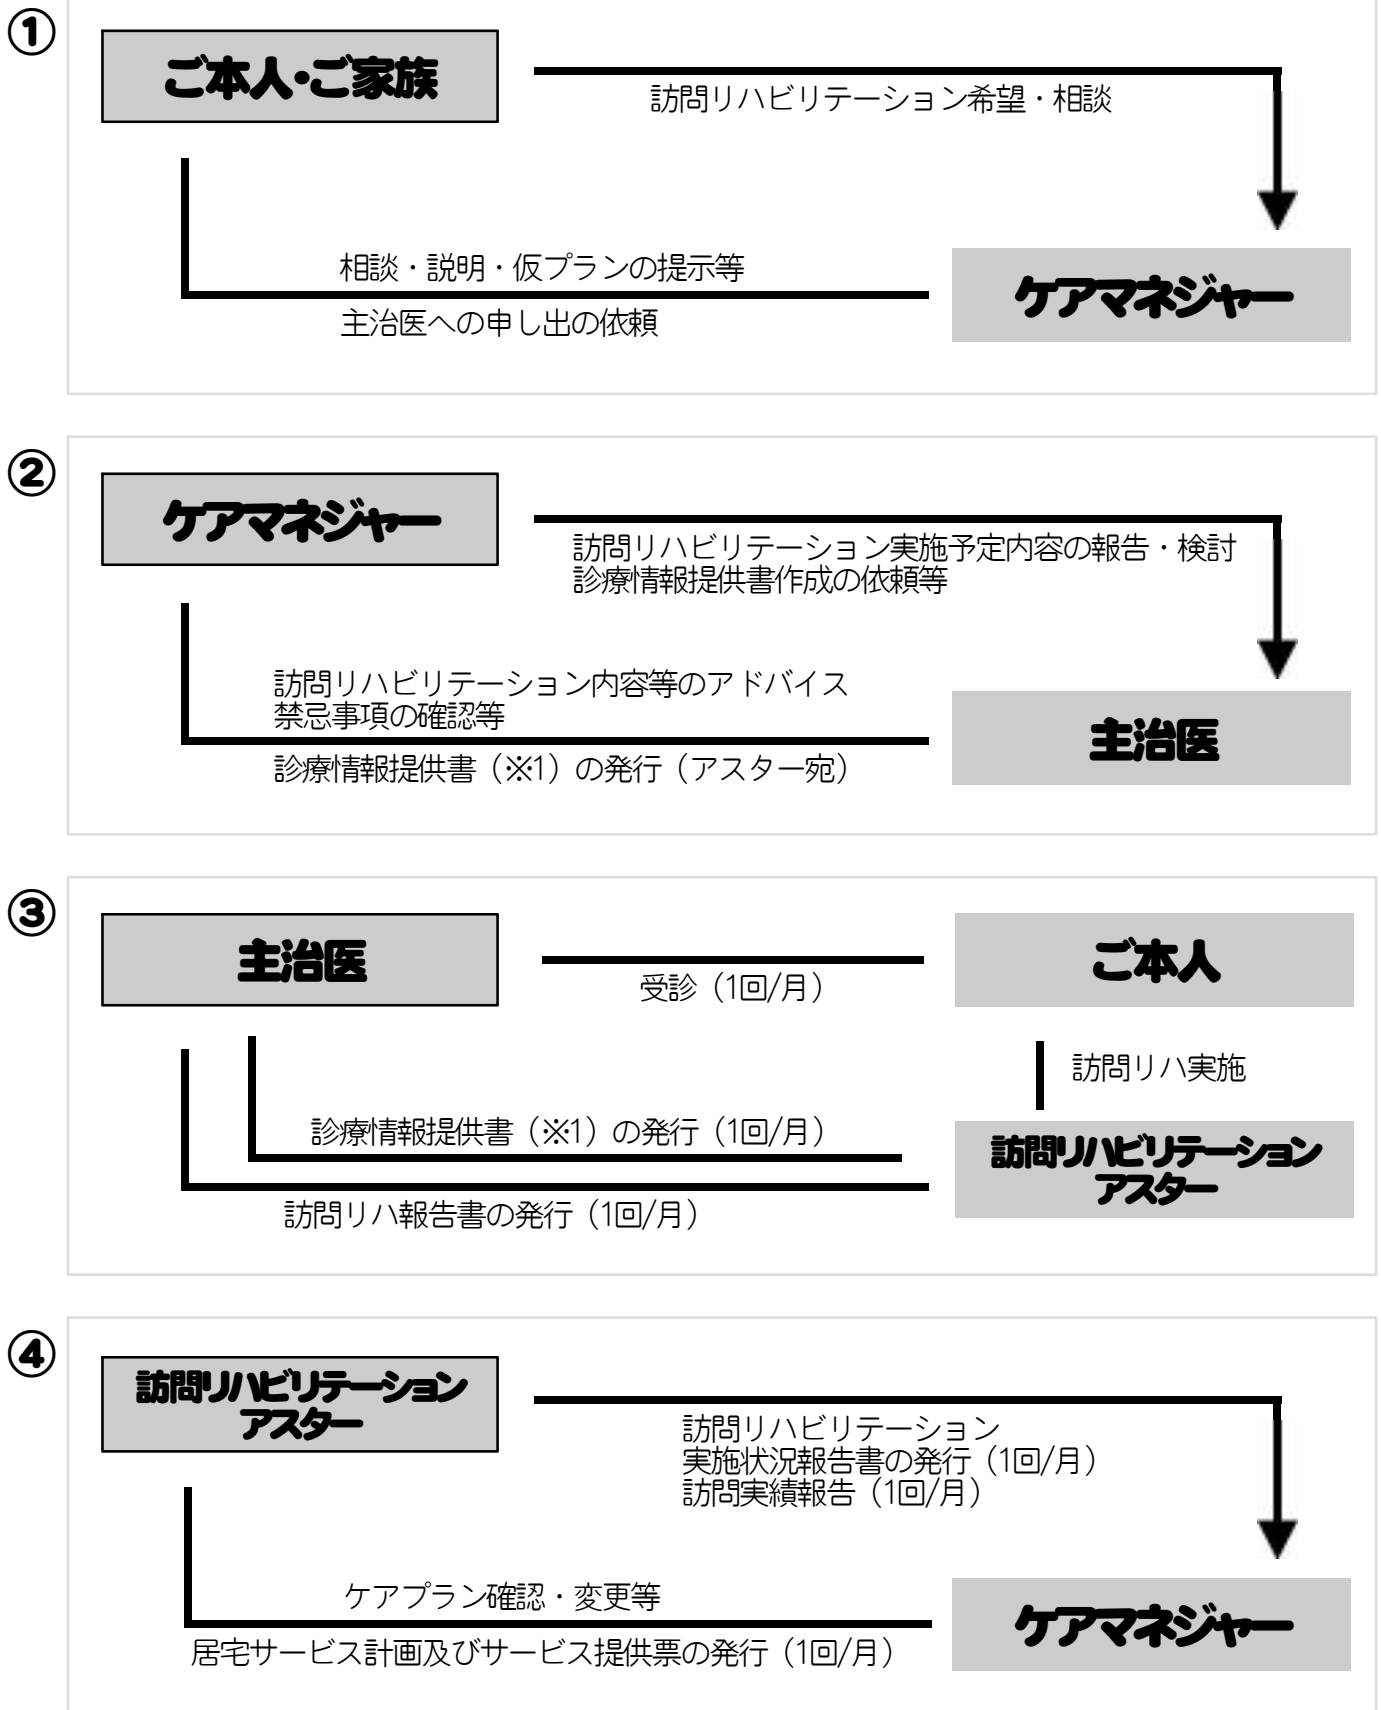 ①
ご本人・ご家族
訪問リハビリテーション希望・相談
相談・説明・仮プランの提示等
主治医への申し出の依頼
ケアマネジャー
②
ケアマネジャー
訪問リハビリテーション実施予定内容の報告・検討
診療情報提供書作成の依頼等
訪問リハビリテーション内容等のアドバイス
禁忌事項の確認等
診療情報提供書（※1）の発行（アスター宛）
主治医
③
主治医
受診（1回/月）
ご本人
訪問リハ実施
診療情報提供書（※1）の発行（1回/月）
訪問リハビリテーション
アスター
訪問リハ報告書の発行（1回/月）
④
訪問リハビリテーション
アスター
訪問リハビリテーション
実施状況報告書の発行（1回/月）
訪問実績報告（1回/月）
ケアプラン確認・変更等
居宅サービス計画及びサービス提供票の発行（1回/月）
ケアマネジャー